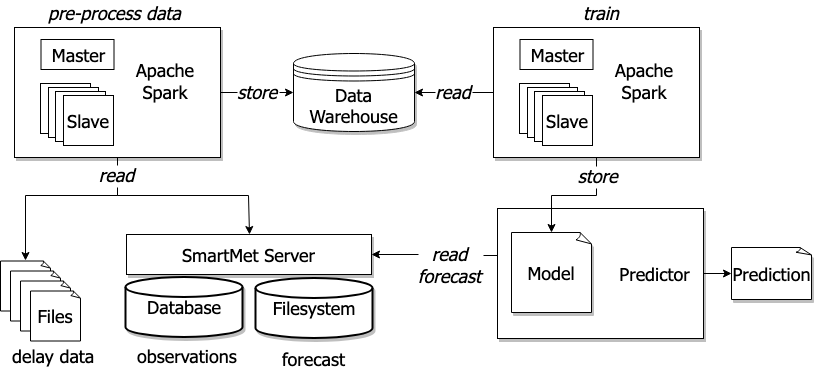 pre-process data
train
Master
Apache
Spark
Slave
store
Data
Warehouse
read
Master
Apache
Spark
Slave
read
store
SmartMet Server
read
forecast
Model
Predictor
Prediction
Files
Database
Filesystem
delay data
observations
forecast